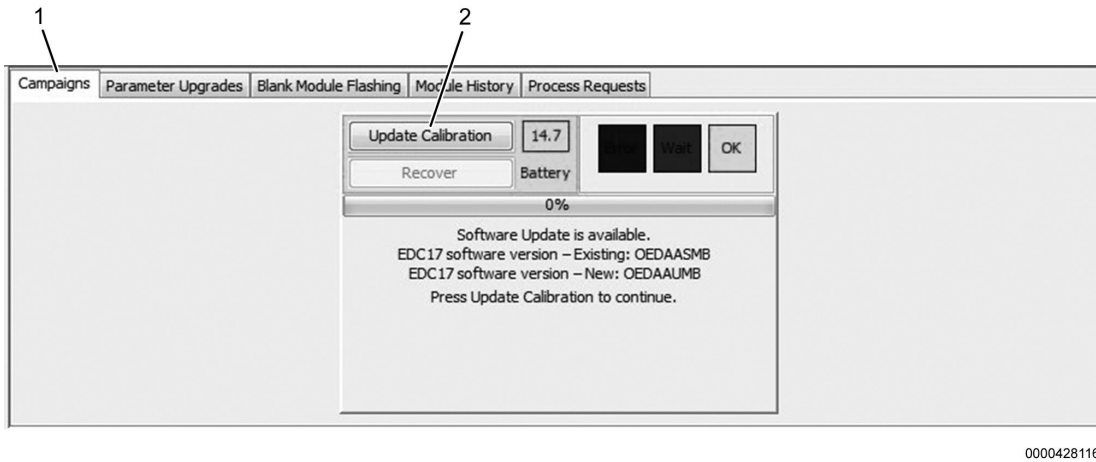 1
2
Campaigns
Parameter Upgrades
Blank Module Flashing
Module History
Process Requests
Update Calibration
14.7
Wait
OK
Recover
Battery
0%
Software Update is available.
EDC17 software version – Existing: OEDAASMB
EDC17 software version – New: OEDAAUMB
Press Update Calibration to continue.
0000428116